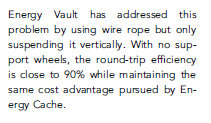 Energy Vault has addressed this
problem by using wire rope but only
suspending it vertically. With no sup-
port wheels, the round-trip efficiency
is close to 90% while maintaining the
same cost advantage pursued by En-
ergy Cache.